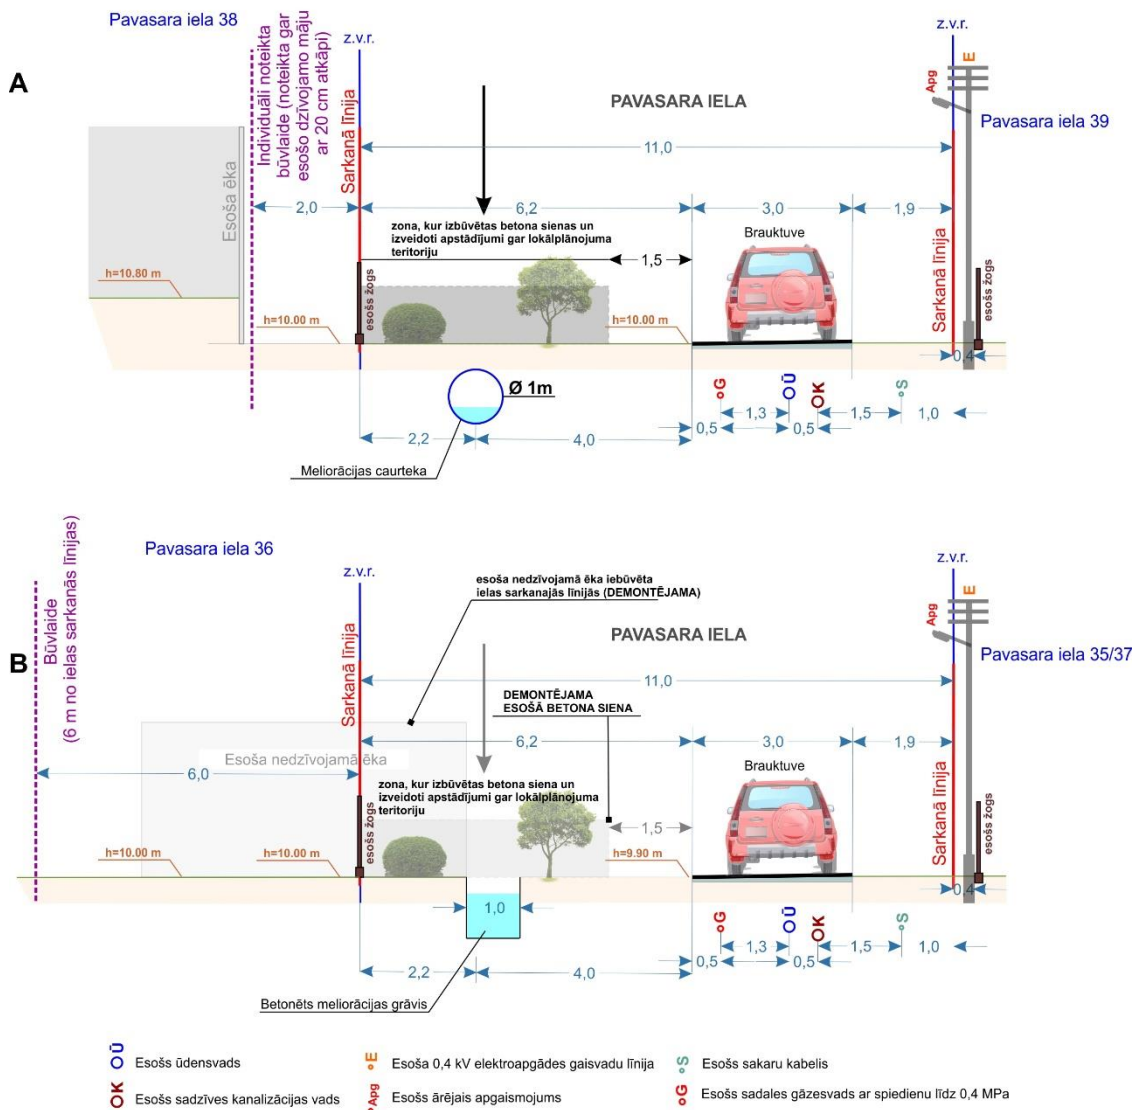 Pavasara iela 38
A
Individuāli noteikta
būvlaide (noteikta gar
esošo dzīvojamo māju
ar 20 cm atkāpi)
Esoša ēka
z.v.r.
Sarkanā līnija
PAVASARA IELA
z.v.r.
E
Apg
Pavasara iela 39
11,0
2,0
6,2
3,0
1,9
zona, kur izbūvētas betona sienas un
izveidoti apstādījumi gar lokālplānojuma
teritoriju
1,5
Brauktuve
Sarkanā līnija
esošs žogs
esošs žogs
h=10.80 m
h=10.00 m
h=10.00 m
0,4
Ø 1m
G
Ū
K
S
1,3
1,5
1,0
0,5
0,5
2,2
4,0
Meliorācijas caurteka
Pavasara iela 36
B
Būvlaide
(6 m no ielas sarkanās līnijas)
z.v.r.
Sarkanā līnija
esoša nedzīvojamā ēka iebūvēta
ielas sarkanajās līnijās (DEMONTĒJAMA)
PAVASARA IELA
z.v.r.
E
Apg
Pavasara iela 35/37
11,0
DEMONTĒJAMA
ESOŠĀ BETONA SIENA
6,2
3,0
1,9
Esoša nedzīvojamā ēka
6,0
zona, kur izbūvētas betona siena un
izveidoti apstādījumi gar lokālplānojuma
teritoriju
1,5
Brauktuve
Sarkanā līnija
esošs žogs
esošs žogs
h=10.00 m
h=10.00 m
h=9.90 m
0,4
1,0
G
Ū
K
S
1,3
1,5
1,0
0,5
0,5
2,2
4,0
Betonēts meliorācijas grāvis
Ū Esošs ūdensvads
K Esošs sadzīves kanalizācijas vads
E Esoša 0,4 kV elektroapgādes gaisvadu līnija
Apg Esošs ārējais apgaismojums
S Esošs sakaru kabelis
G Esošs sadales gāzesvads ar spiedienu līdz 0,4 MPa